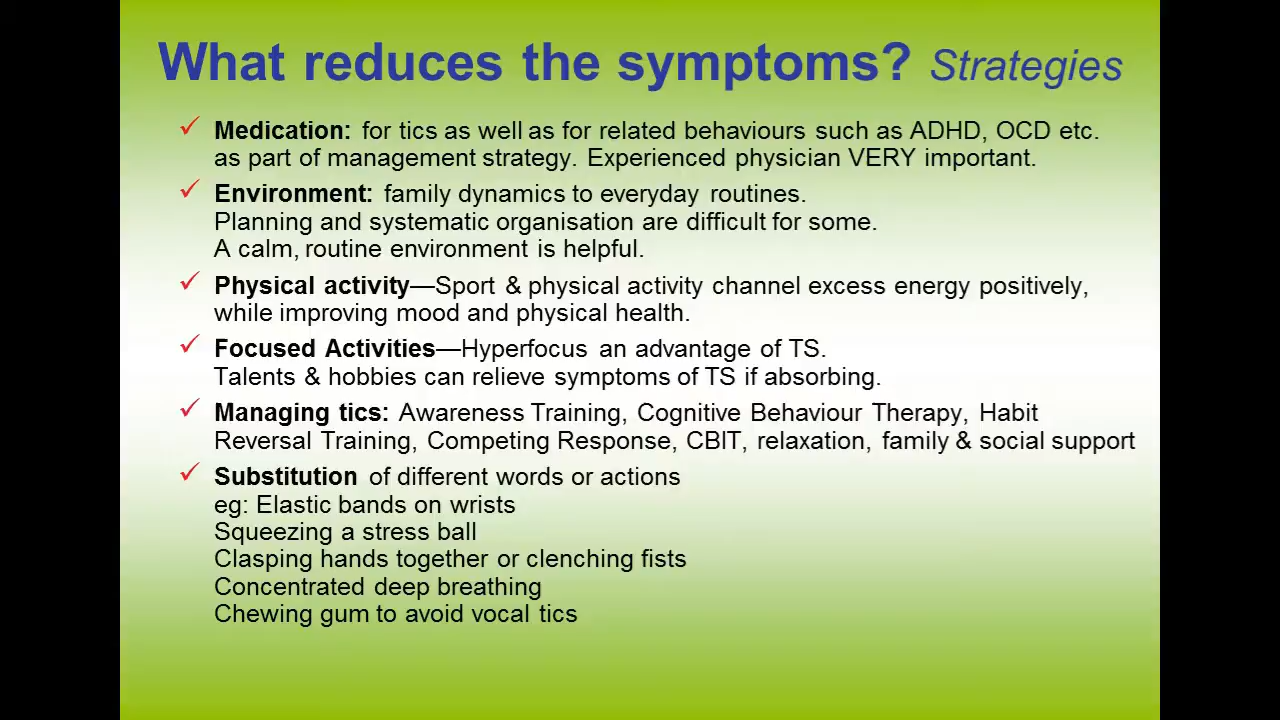 What reduces the symptoms? Strategies
✓ Medication: for tics as well as for related behaviours such as ADHD, OCD etc.
as part of management strategy. Experienced physician VERY important.
✓ Environment: family dynamics to everyday routines.
Planning and systematic organisation are difficult for some.
A calm, routine environment is helpful.
✓ Physical activity—Sport & physical activity channel excess energy positively,
while improving mood and physical health.
✓ Focused Activities—Hyperfocus an advantage of TS.
Talents & hobbies can relieve symptoms of TS if absorbing.
✓ Managing tics: Awareness Training, Cognitive Behaviour Therapy, Habit
Reversal Training, Competing Response, CBIT, relaxation, family & social support
✓ Substitution of different words or actions
eg: Elastic bands on wrists
Squeezing a stress ball
Clasping hands together or clenching fists
Concentrated deep breathing
Chewing gum to avoid vocal tics